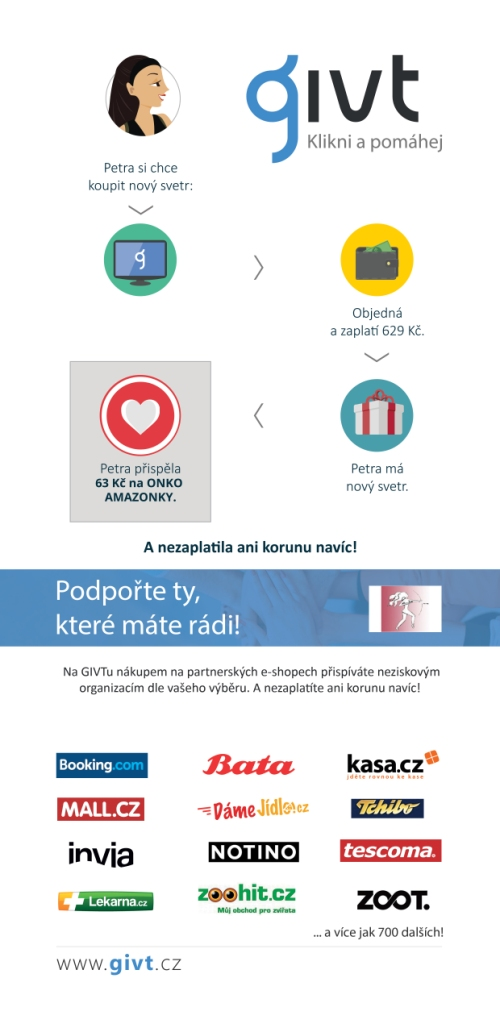 givt
Klikni a pomáhej
Petra si chce
koupit nový svetr:
g
Objedná
a zaplatí 629 Kč.
Petra má
nový svetr.
Petra přispěla
63 Kč na ONKO
AMAZONKY.
A nezaplatila ani korunu navíc!
Podpořte ty,
které máte rádi!
Na GIVTu nákupem na partnerských e-shopech přispíváte neziskovým
organizacím dle vašeho výběru. A nezaplatíte ani korunu navíc!
Booking.com
Bata
kasa.cz
jděte rovnou ke kase
MALL.CZ
DámeJídlo.cz
Tchibo
invia
NOTINO
tescoma.
Lekarna.cz
zoohit.cz
Můj obchod pro zvířata
ZOOT.
... a více jak 700 dalších!
www.givt.cz